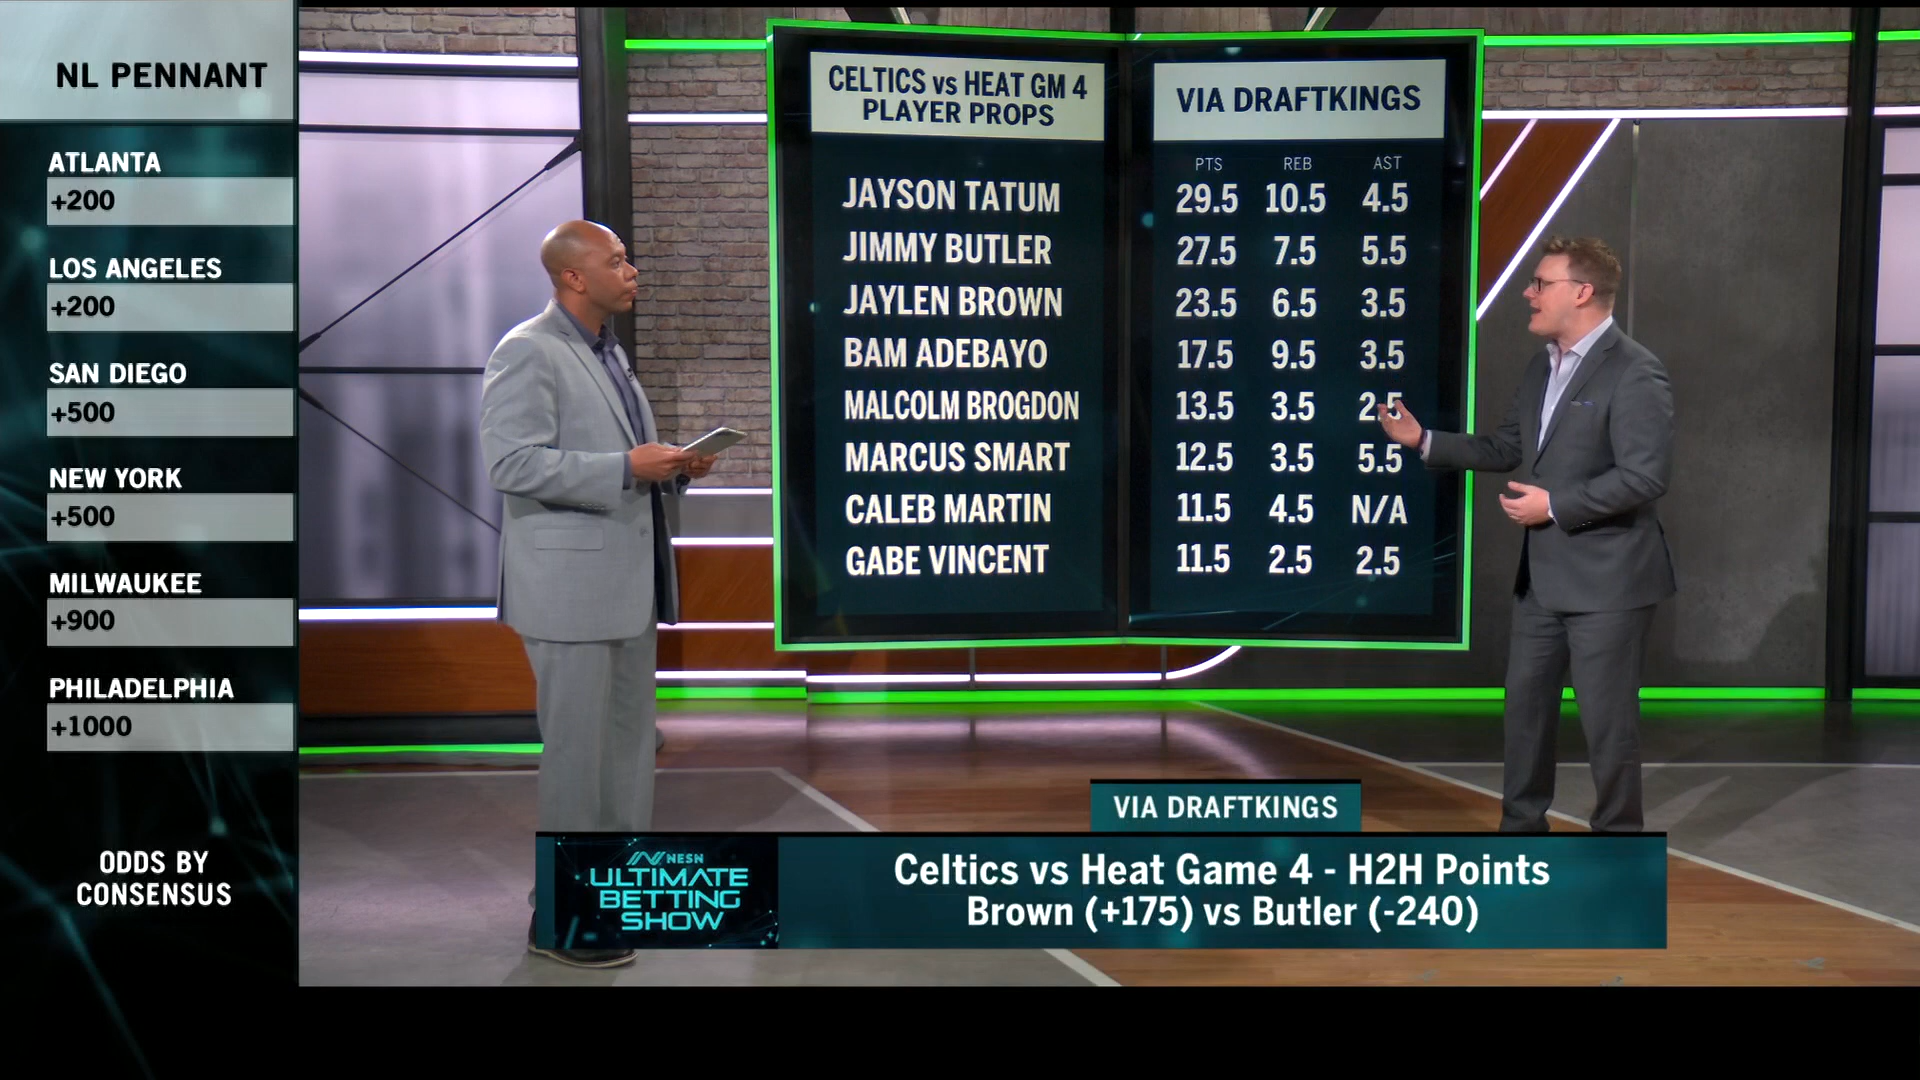 NL PENNANT
ATLANTA
+200
LOS ANGELES
+200
SAN DIEGO
+500
NEW YORK
+500
MILWAUKEE
+900
PHILADELPHIA
+1000
ODDS BY
CONSENSUS
CELTICS vs HEAT GM 4
PLAYER PROPS
VIA DRAFTKINGS
PTS REB AST
JAYSON TATUM 29.5 10.5 4.5
JIMMY BUTLER 27.5 7.5 5.5
JAYLEN BROWN 23.5 6.5 3.5
BAM ADEBAYO 17.5 9.5 3.5
MALCOLM BROGDON 13.5 3.5 2.5
MARCUS SMART 12.5 3.5 5.5
CALEB MARTIN 11.5 4.5 N/A
GABE VINCENT 11.5 2.5 2.5
VIA DRAFTKINGS
NESN
ULTIMATE
BETTING
SHOW
Celtics vs Heat Game 4 - H2H Points
Brown (+175) vs Butler (-240)